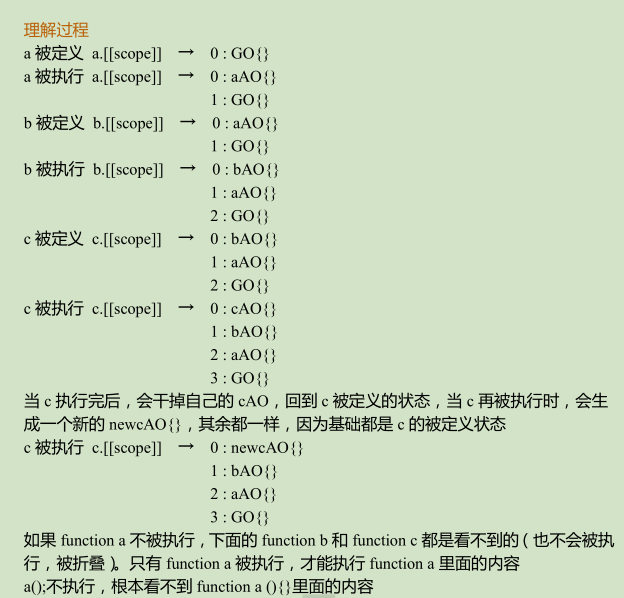 理解过程
a 被定义 a.[[scope]] → 0 : GO{}
a 被执行 a.[[scope]] → 0 : aAO{}
1 : GO{}
b 被定义 b.[[scope]] → 0 : aAO{}
1 : GO{}
b 被执行 b.[[scope]] → 0 : bAO{}
1 : aAO{}
2 : GO{}
c 被定义 c.[[scope]] → 0 : bAO{}
1 : aAO{}
2 : GO{}
c 被执行 c.[[scope]] → 0 : cAO{}
1 : bAO{}
2 : aAO{}
3 : GO{}
当 c 执行完后，会干掉自己的 cAO，回到 c 被定义的状态，当 c 再被执行时，会生
成一个新的 newcAO{}，其余都一样，因为基础都是 c 的被定义状态
c 被执行 c.[[scope]] → 0 : newcAO{}
1 : bAO{}
2 : aAO{}
3 : GO{}
如果 function a 不被执行，下面的 function b 和 function c 都是看不到的（也不会被执
行，被折叠）。只有 function a 被执行，才能执行 function a 里面的内容
a();不执行，根本看不到 function a (){}里面的内容